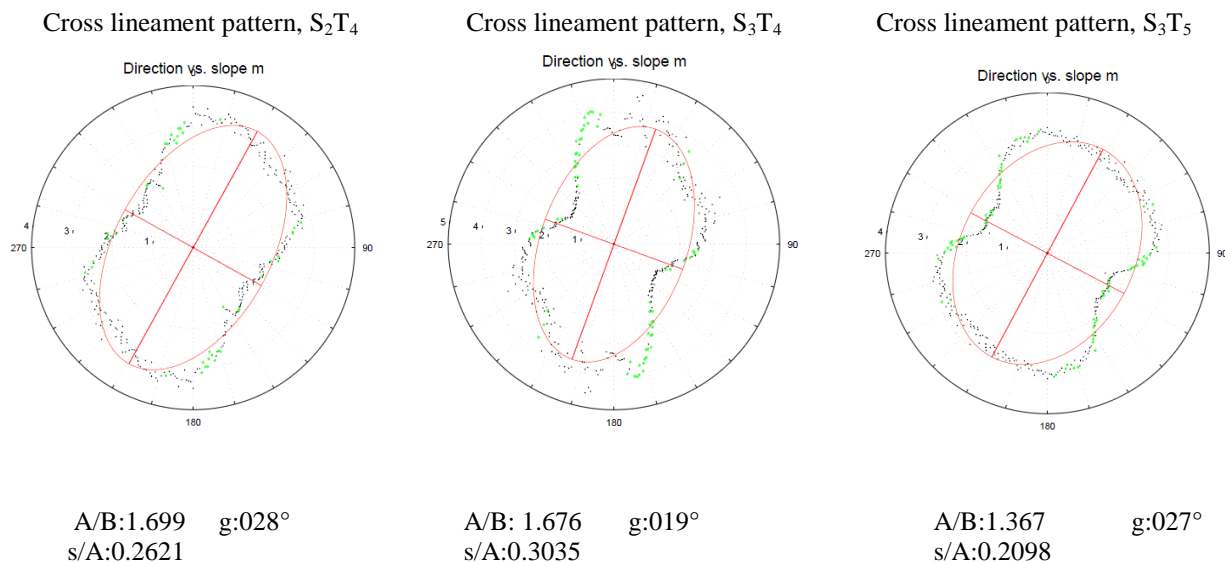 Cross lineament pattern, S₂T₄
Direction vs. slope m
4
3
2
1
270
90
180
A/B:1.699 g:028°
s/A:0.2621
Cross lineament pattern, S₃T₄
Direction vs. slope m
5
4
3
2
1
270
90
180
A/B: 1.676 g:019°
s/A:0.3035
Cross lineament pattern, S₃T₅
Direction vs. slope m
4
3
2
1
270
90
180
A/B:1.367 g:027°
s/A:0.2098